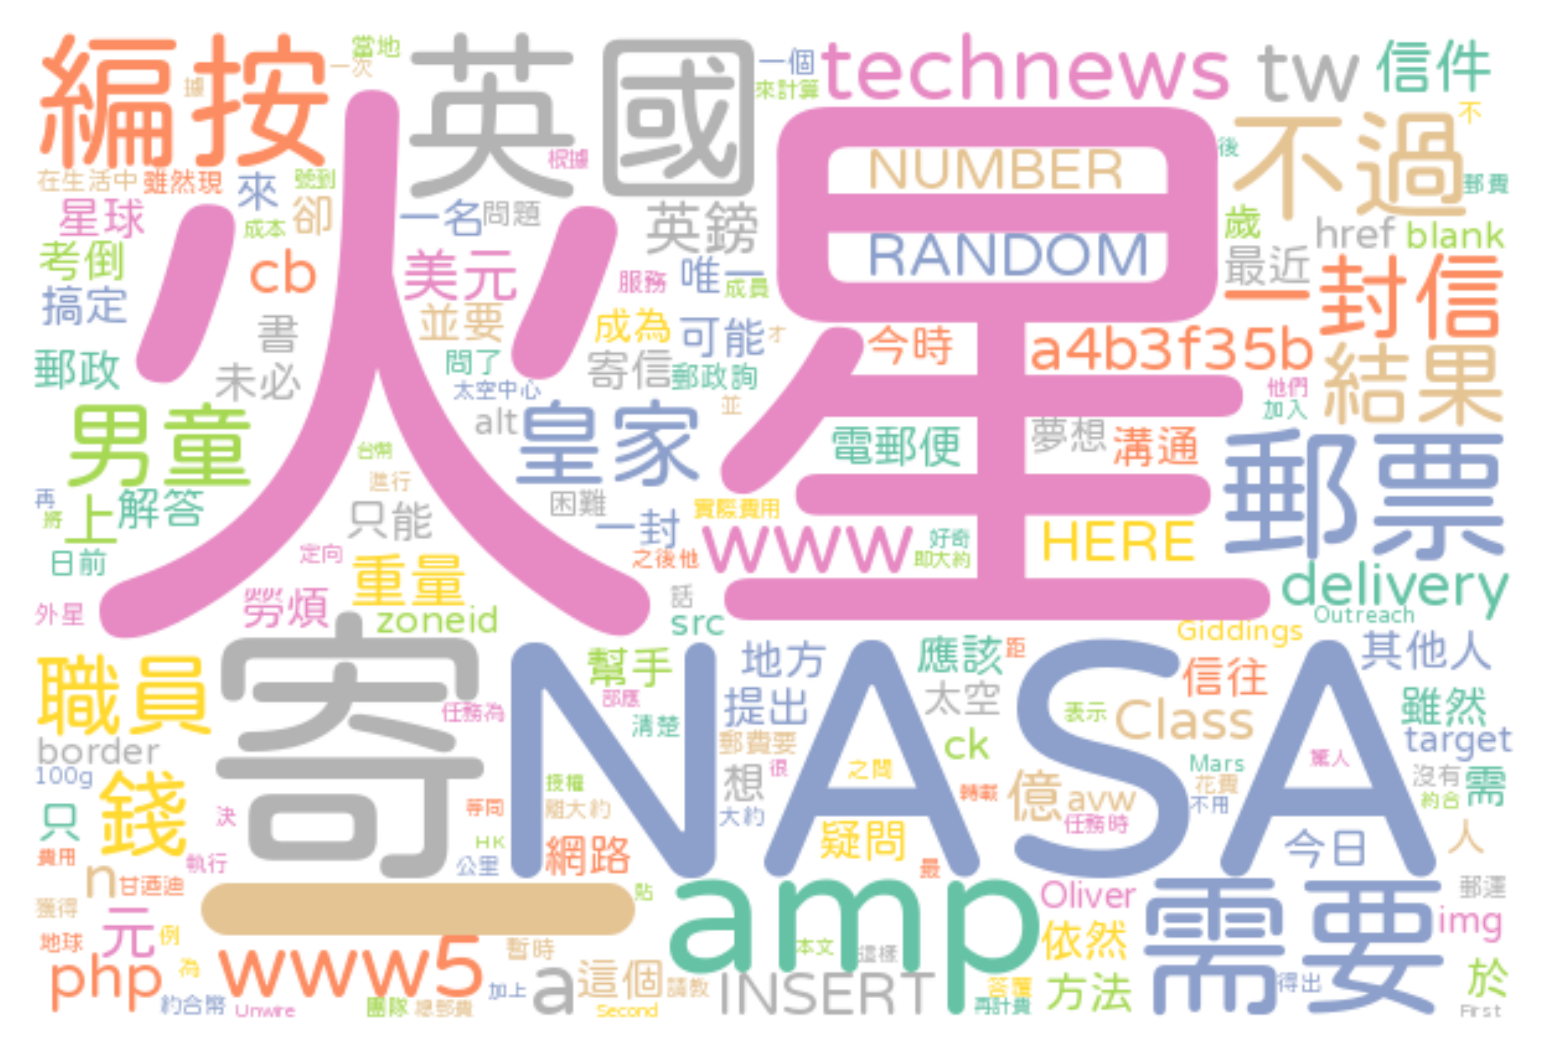 編按
據
當地
一次
英國
一個
來計算
technews
tw
信件
不
火星
根據
NUMBER
後
不過
郵費
在生活中
雖然現
來
號到
星球
成本
卻
一名
問題
英鎊
RANDOM
歲
href
blank
考倒
cb
美元
服務
唯一
成員
最近
一封信
搞定
書
並要
成為
可能
才
今時
a4b3f35b
結果
郵政
未必
問了
寄信
郵政詢
太空中心
並
他們
加入
男童
alt
皇家
電郵便
夢想
溝通
郵票
台幣
進行
再
將
上
解答
只能
困難
一封
實際費用
www
好奇
即大約
HERE
日前
定向
之後他
重量
delivery
外星
勞煩
zoneid
話
src
Outreach
Giddings
職員
寄
NASA
幫手
地方
應該
距
其他人
部應
提出
太空
信往
雖然
任務為
清楚
郵費要
表示
Class
target
border
ck
100g
授權
想
很
之間
Mars
驚人
沒有
需
錢
只
決
等同
雖大約
大約
轉載
億
avw
花費
不用
約合
任務時
HK
網路
疑問
今日
人
費用
執行
公里
最
n
甘迺迪
一
貼
amp
Oliver
需要
郵運
獲得
元
例
img
地球
暫時
本文
這樣
依然
php
為
www5
a
這個
請教
INSERT
答覆
方法
得出
於
約合幣
Unwire
團隊
總郵費
加上
Second
再計費
First